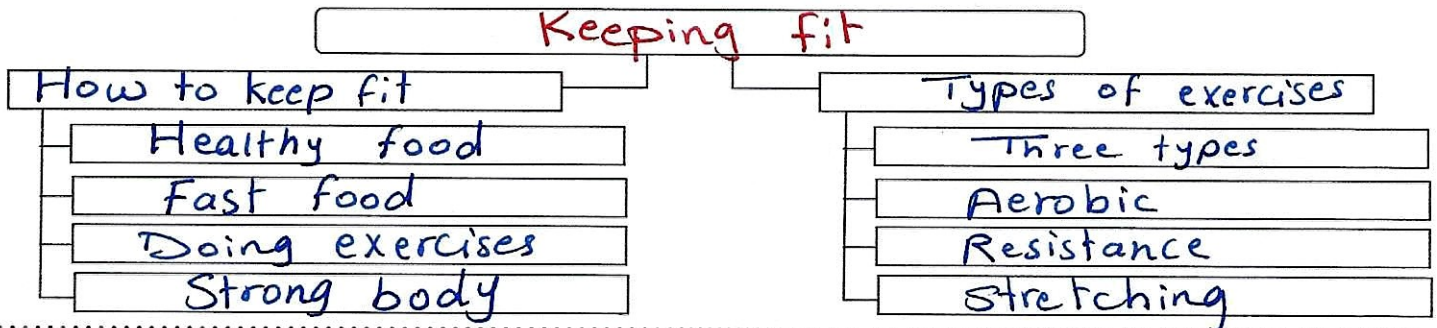 Keeping fit
How to keep fit
Healthy food
Fast food
Doing exercises
Strong body
Types of exercises
Three types
Aerobic
Resistance
Stretching